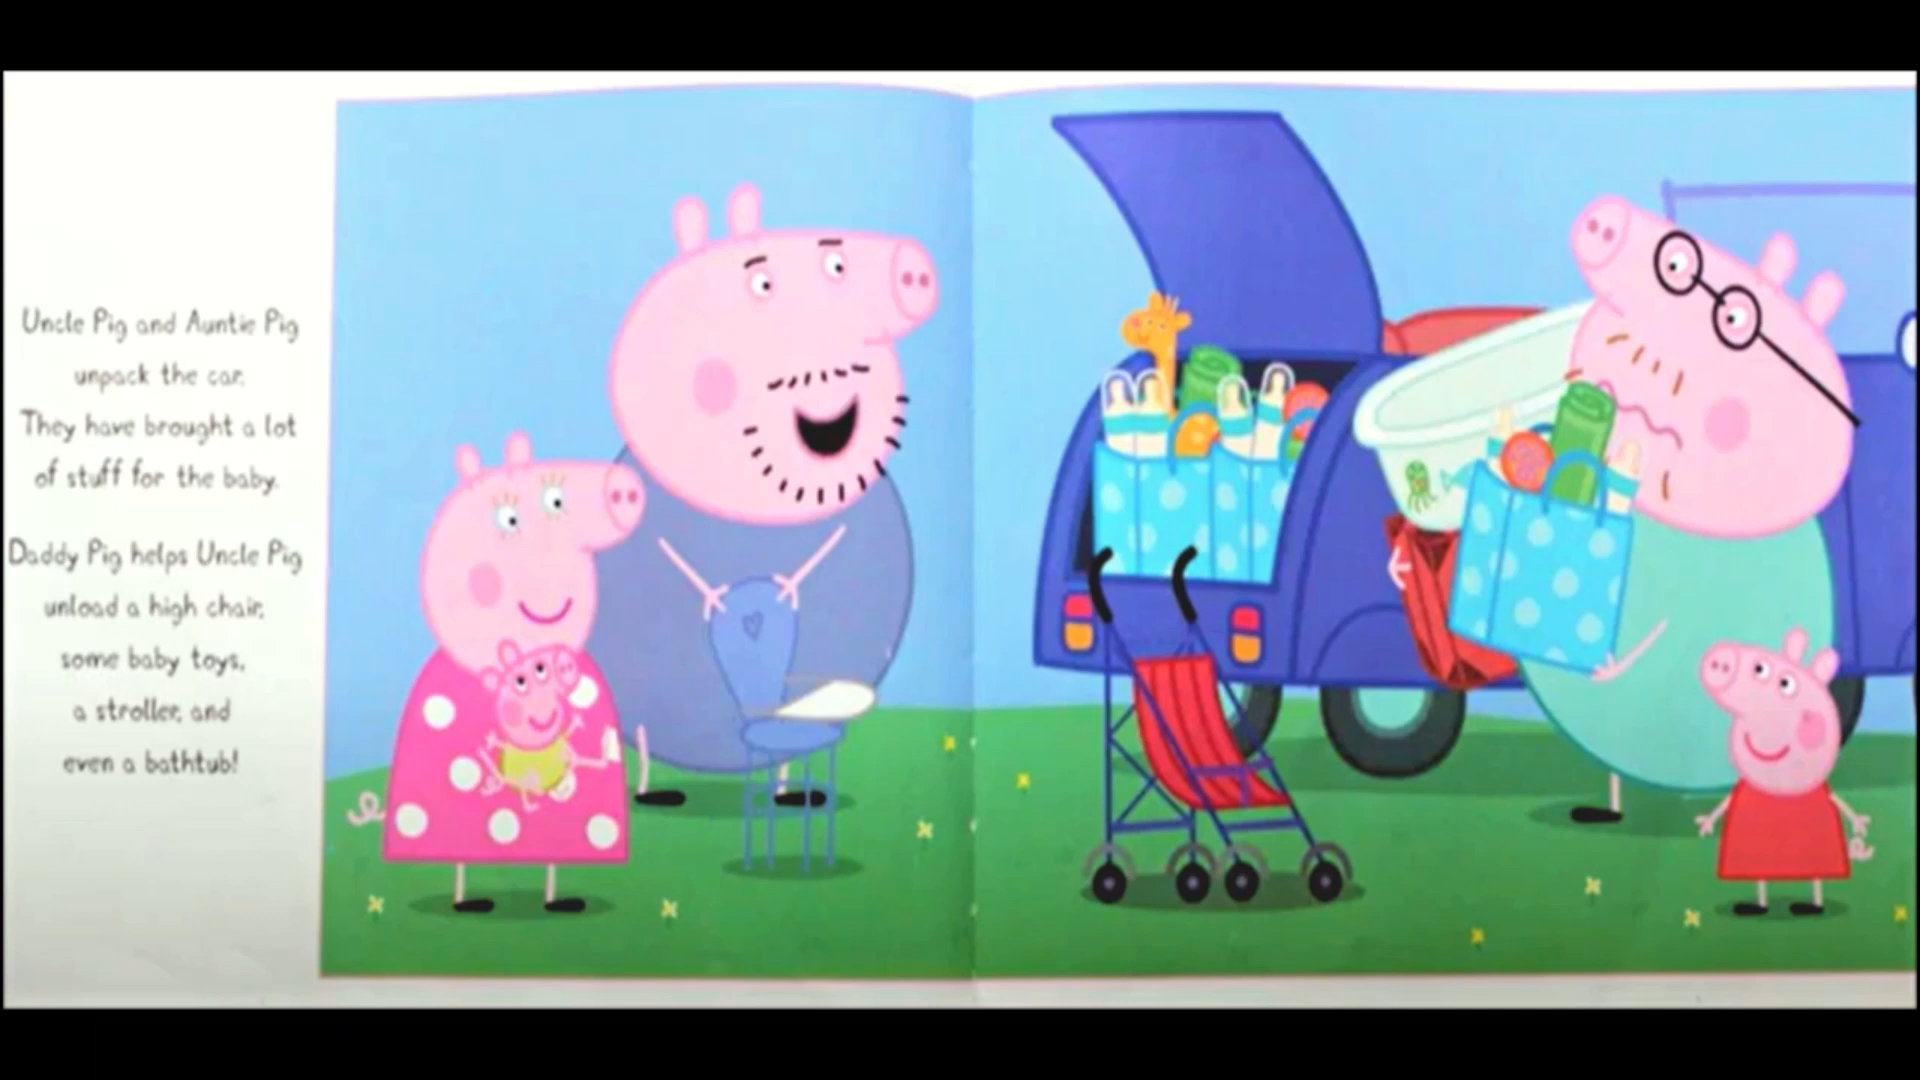 Uncle Pig and Auntie Pig
unpack the car.
They have brought a lot
of stuff for the baby.
Daddy Pig helps Uncle Pig
unload a high chair,
some baby toys,
a stroller, and
even a bathtub!